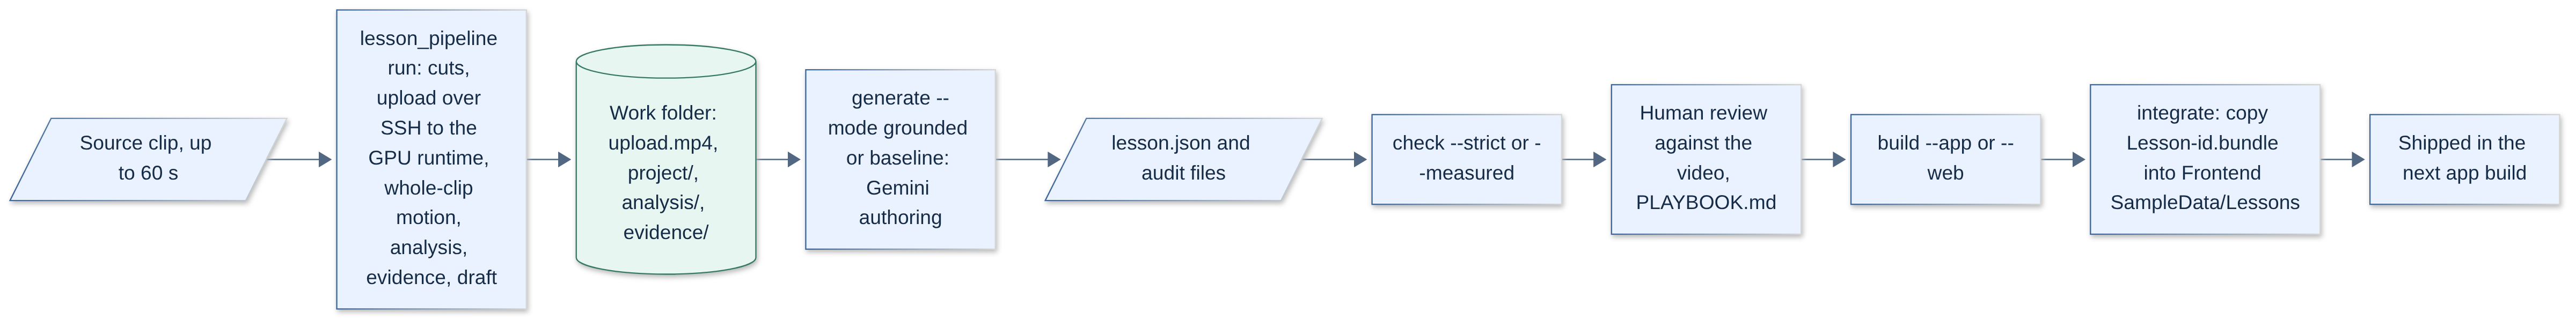 Source clip, up
to 60 s
lesson_pipeline
run: cuts,
upload over
SSH to the
GPU runtime,
whole-clip
motion,
analysis,
evidence, draft
Work folder:
upload.mp4,
project/,
analysis/,
evidence/
generate --
mode grounded
or baseline:
Gemini
authoring
lesson.json and
audit files
check --strict or -
-measured
Human review
against the
video,
PLAYBOOK.md
build --app or --
web
integrate: copy
Lesson-id.bundle
into Frontend
SampleData/Lessons
Shipped in the
next app build